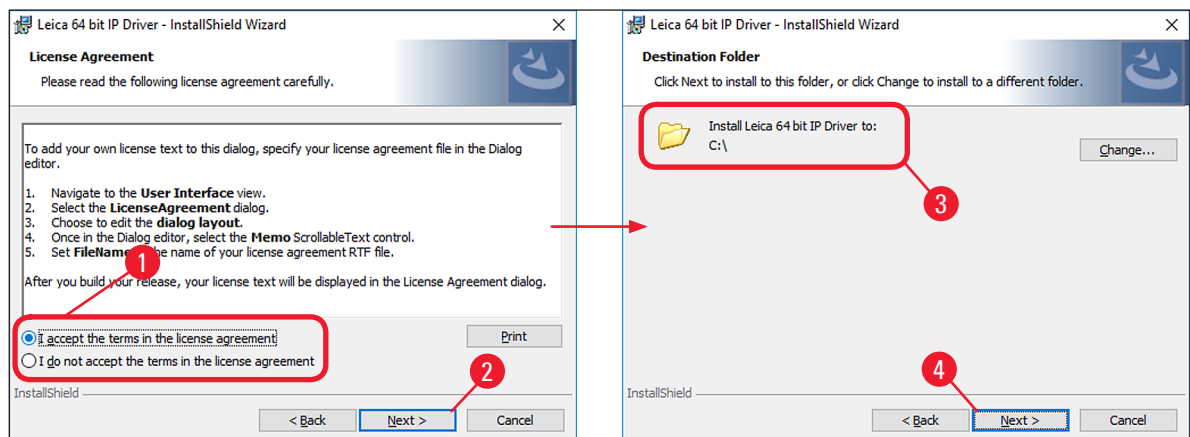 Leica 64 bit IP Driver - InstallShield Wizard
License Agreement
Please read the following license agreement carefully.
To add your own license text to this dialog, specify your license agreement file in the Dialog
editor.
1. Navigate to the User Interface view.
2. Select the LicenseAgreement dialog.
3. Choose to edit the dialog layout.
4. Once in the Dialog editor, select the Memo ScrollableText control.
5. Set FileName the name of your license agreement RTF file.
1
After you build your release, your license text will be displayed in the License Agreement dialog.
I accept the terms in the license agreement
Print
I do not accept the terms in the license agreement
2
InstallShield
< Back
Next >
Cancel
Leica 64 bit IP Driver - InstallShield Wizard
Destination Folder
Click Next to install to this folder, or click Change to install to a different folder.
Install Leica 64 bit IP Driver to:
C:\
Change...
3
4
InstallShield
< Back
Next >
Cancel